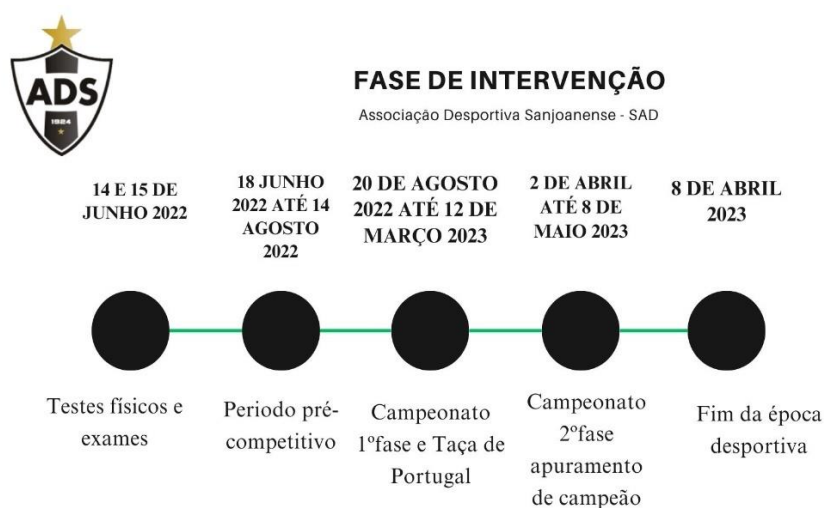 ADS
1924
FASE DE INTERVENÇÃO
Associação Desportiva Sanjoanense - SAD
14 E 15 DE
JUNHO 2022
18 JUNHO
2022 ATÉ 14
AGOSTO
2022
20 DE AGOSTO
2022 ATÉ 12 DE
MARÇO 2023
2 DE ABRIL
ATÉ 8 DE
MAIO 2023
8 DE ABRIL
2023
Testes físicos e
exames
Periodo pré-
competitivo
Campeonato
1ºfase e Taça de
Portugal
Campeonato
2ºfase
apuramento
de campeão
Fim da época
desportiva